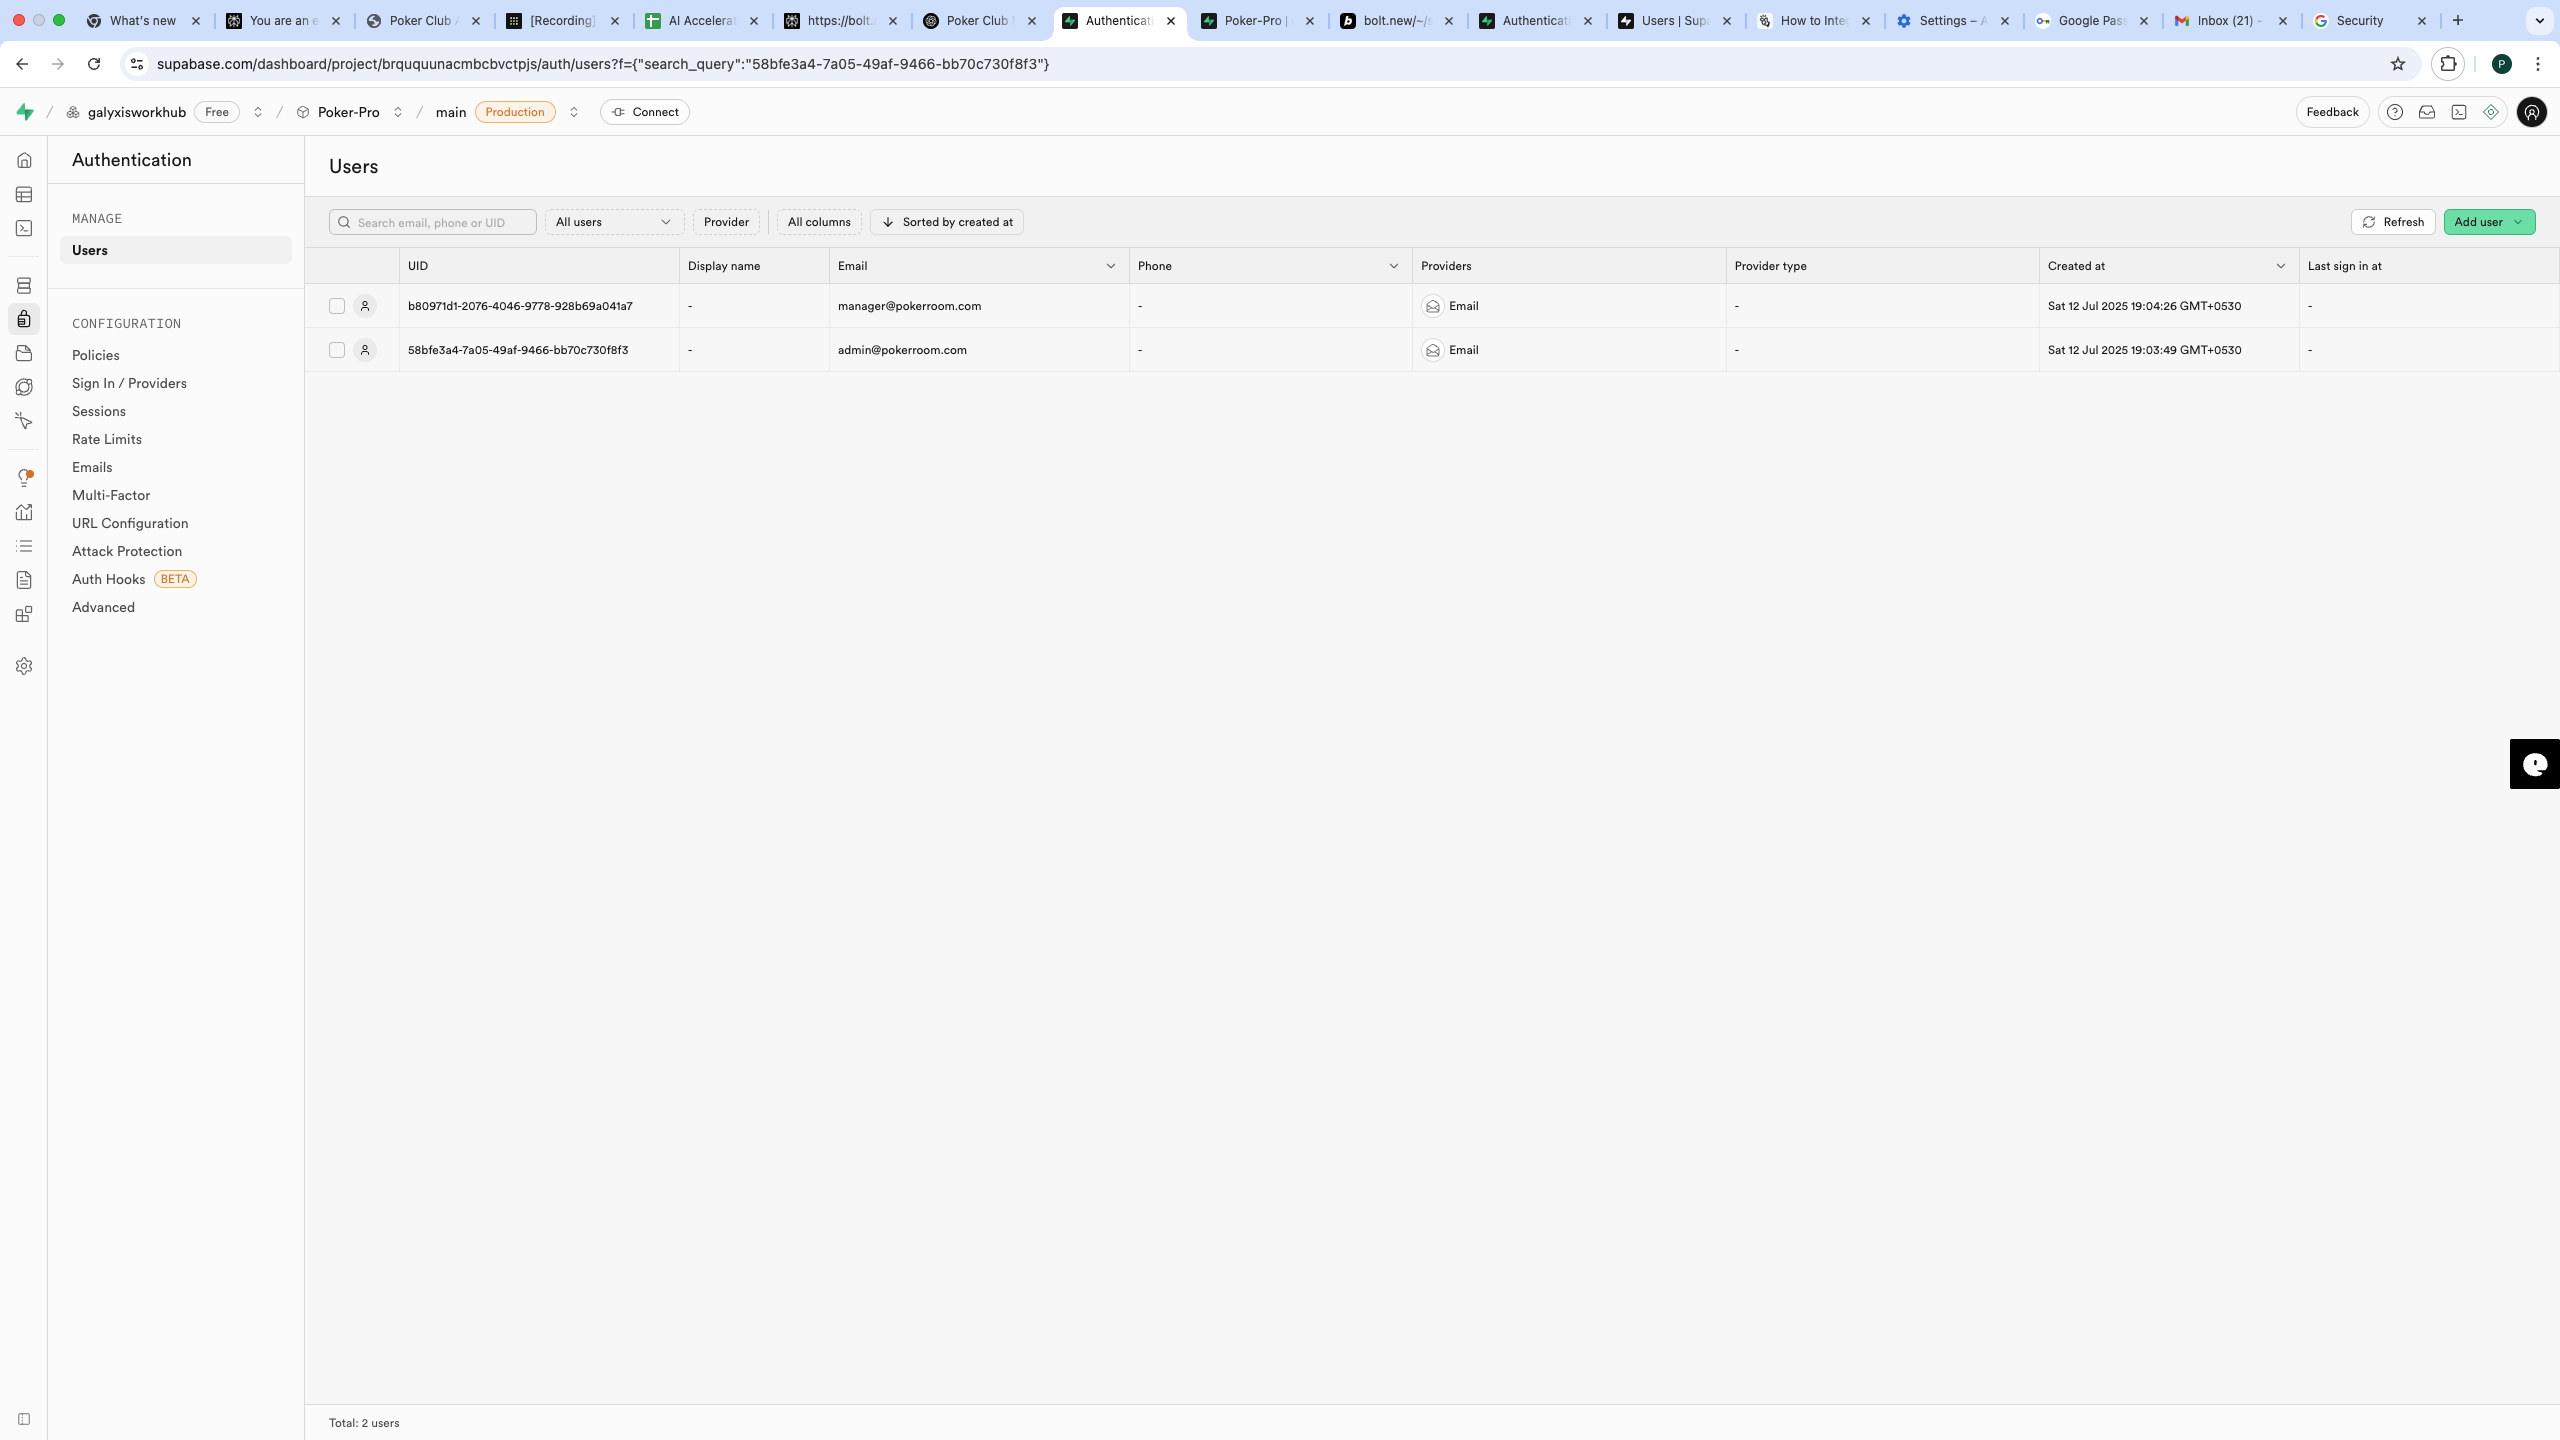 What's new
You are an e
Poker Club A
[Recording]
AI Accelerat
https://bolt.
Poker Club
Authenticati
Poker-Pro |
bolt.new/~/s
Authenticati
Users | Supa
How to Inte
Settings – A
Google Pas
Inbox (21) -
Security
supabase.com/dashboard/project/brququunacmbcbvctpjs/auth/users?f={"search_query":"58bfe3a4-7a05-49af-9466-bb70c730f8f3"}
P
galyxisworkhub Free / Poker-Pro / main Production Connect
Feedback
Authentication
MANAGE
Users
CONFIGURATION
Policies
Sign In / Providers
Sessions
Rate Limits
Emails
Multi-Factor
URL Configuration
Attack Protection
Auth Hooks BETA
Advanced
Users
Search email, phone or UID All users Provider All columns Sorted by created at Refresh Add user
UID Display name Email Phone Providers Provider type Created at Last sign in at
b80971d1-2076-4046-9778-928b69a041a7 - manager@pokerroom.com - Email - Sat 12 Jul 2025 19:04:26 GMT+0530 -
58bfe3a4-7a05-49af-9466-bb70c730f8f3 - admin@pokerroom.com - Email - Sat 12 Jul 2025 19:03:49 GMT+0530 -
Total: 2 users